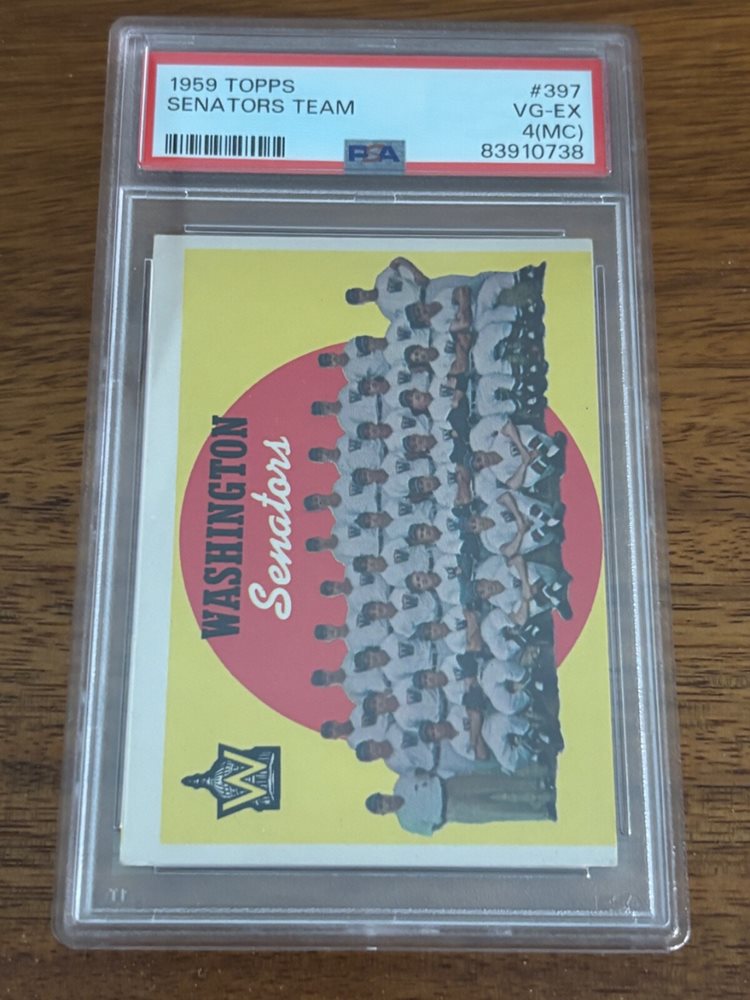 1959 TOPPS
SENATORS TEAM
#397
VG-EX
4(MC)
83910738
PSA
WASHINGTON
Senators
W